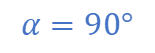 α = 90°